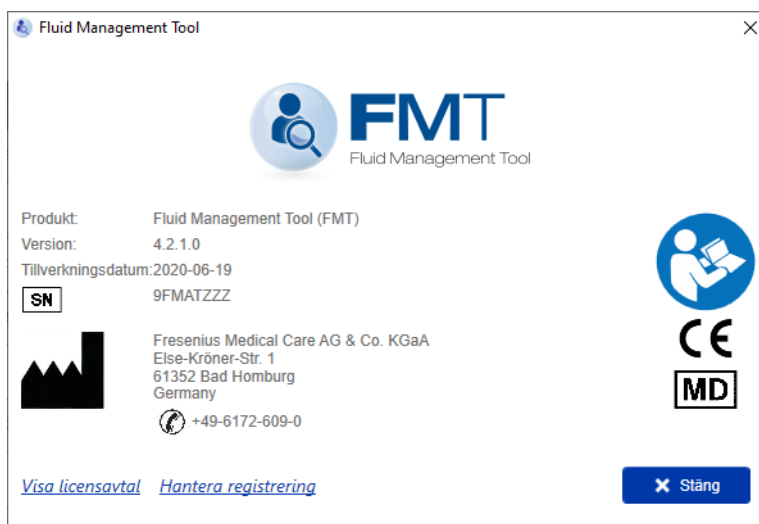 Fluid Management Tool
FMT
Fluid Management Tool
Produkt: Fluid Management Tool (FMT)
Version: 4.2.1.0
Tillverkningsdatum:2020-06-19
SN 9FMATZZZ
Fresenius Medical Care AG & Co. KGaA
Else-Kröner-Str. 1
61352 Bad Homburg
Germany
+49-6172-609-0
CE
MD
Visa licensavtal Hantera registrering
Stäng